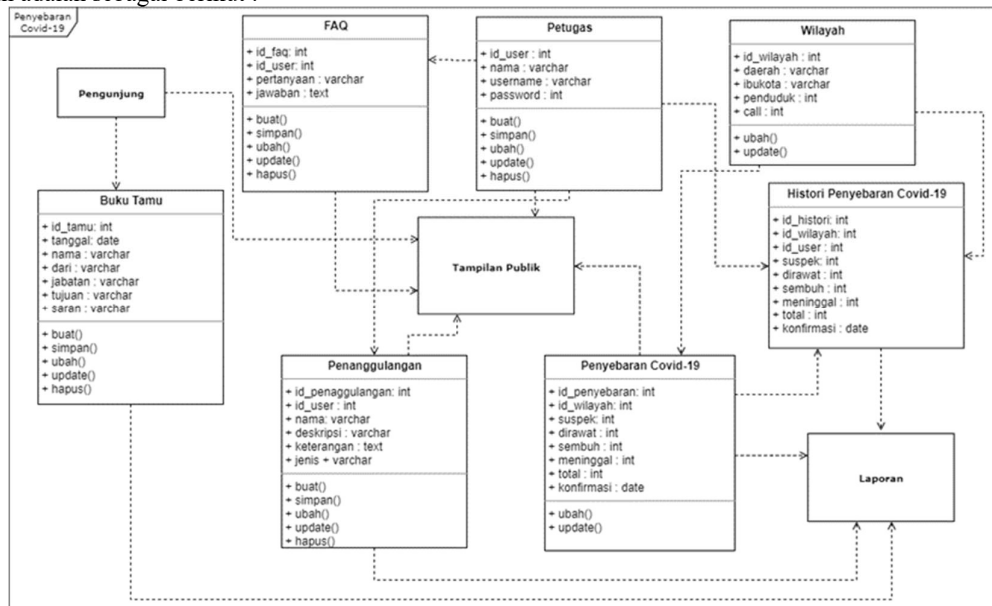 Penyebaran
Covid-19
FAQ
+ id_faq: int
+ id_user: int
+ pertanyaan : varchar
+ jawaban : text
+ buat()
+ simpan()
+ ubah()
+ update()
+ hapus()
Petugas
+ id_user : int
+ nama : varchar
+ username : varchar
+ password : int
+ buat()
+ simpan()
+ ubah()
+ update()
+ hapus()
Wilayah
+ id_wilayah : int
+ daerah : varchar
+ ibukota : varchar
+ penduduk : int
+ call : int
+ ubah()
+ update()
Pengunjung
Buku Tamu
+ id_tamu: int
+ tanggal: date
+ nama : varchar
+ dari : varchar
+ jabatan : varchar
+ tujuan : varchar
+ saran : varchar
+ buat()
+ simpan()
+ ubah()
+ update()
+ hapus()
Tampilan Publik
Histori Penyebaran Covid-19
+ id_histori: int
+ id_wilayah: int
+ id_user : int
+ suspek: int
+ dirawat : int
+ sembuh : int
+ meninggal : int
+ total : int
+ konfirmasi : date
Penanggulangan
+ id_penaggulangan: int
+ id_user : int
+ nama: varchar
+ deskripsi : varchar
+ keterangan : text
+ jenis + varchar
+ buat()
+ simpan()
+ ubah()
+ update()
+ hapus()
Penyebaran Covid-19
+ id_penyebaran: int
+ id_wilayah: int
+ suspek: int
+ dirawat : int
+ sembuh : int
+ meninggal : int
+ total : int
+ konfirmasi : date
+ ubah()
+ update()
Laporan